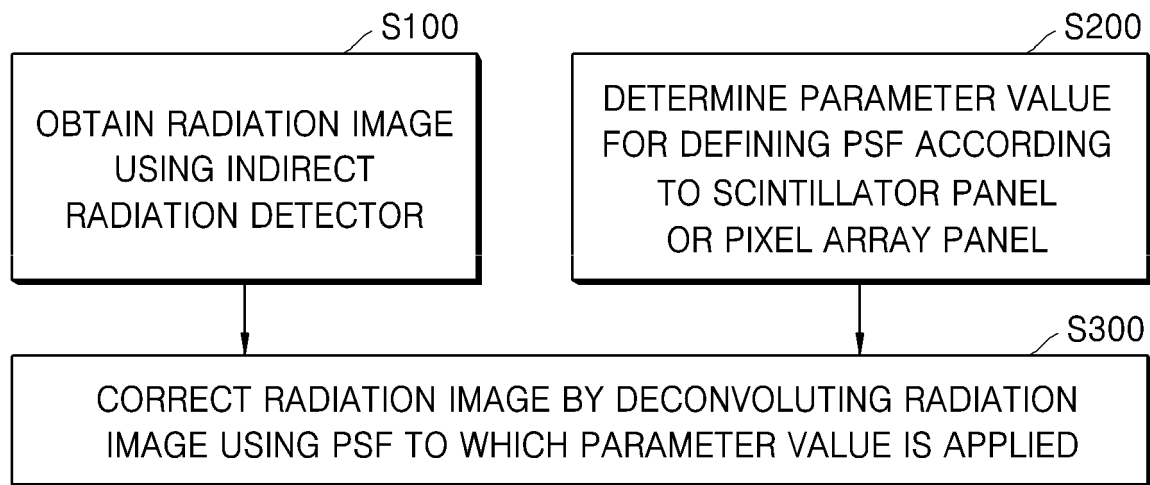 S100
OBTAIN RADIATION IMAGE
USING INDIRECT
RADIATION DETECTOR
S200
DETERMINE PARAMETER VALUE
FOR DEFINING PSF ACCORDING
TO SCINTILLATOR PANEL
OR PIXEL ARRAY PANEL
S300
CORRECT RADIATION IMAGE BY DECONVOLUTING RADIATION
IMAGE USING PSF TO WHICH PARAMETER VALUE IS APPLIED